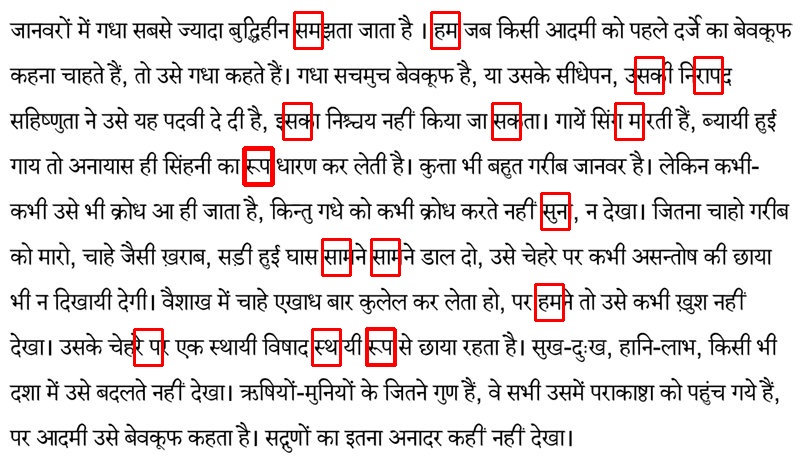 जानवरों में गधा सबसे ज्यादा बुद्धिहीन समझता जाता है । हम जब किसी आदमी को पहले दर्जे का बेवकूफ
कहना चाहते हैं, तो उसे गधा कहते हैं। गधा सचमुच बेवकूफ है, या उसके सीधेपन, उसकी निरापद
सहिष्णुता ने उसे यह पदवी दे दी है, इसका निश्चय नहीं किया जा सकता। गायें सिंग मारती हैं, ब्यायी हुई
गाय तो अनायास ही सिंहनी का रूप धारण कर लेती है। कुत्ता भी बहुत गरीब जानवर है। लेकिन कभी-
कभी उसे भी क्रोध आ ही जाता है, किन्तु गधे को कभी क्रोध करते नहीं सुना, न देखा। जितना चाहो गरीब
को मारो, चाहे जैसी ख़राब, सड़ी हुई घास सामने सामने डाल दो, उसे चेहरे पर कभी असन्तोष की छाया
भी न दिखायी देगी। वैशाख में चाहे एखाध बार कुलेल कर लेता हो, पर हमने तो उसे कभी ख़ुश नहीं
देखा। उसके चेहरे पर एक स्थायी विषाद स्थायी रूप से छाया रहता है। सुख-दुःख, हानि-लाभ, किसी भी
दशा में उसे बदलते नहीं देखा। ऋषियों-मुनियों के जितने गुण हैं, वे सभी उसमें पराकाष्ठा को पहुंच गये हैं,
पर आदमी उसे बेवकूफ कहता है। सद्गुणों का इतना अनादर कहीं नहीं देखा।